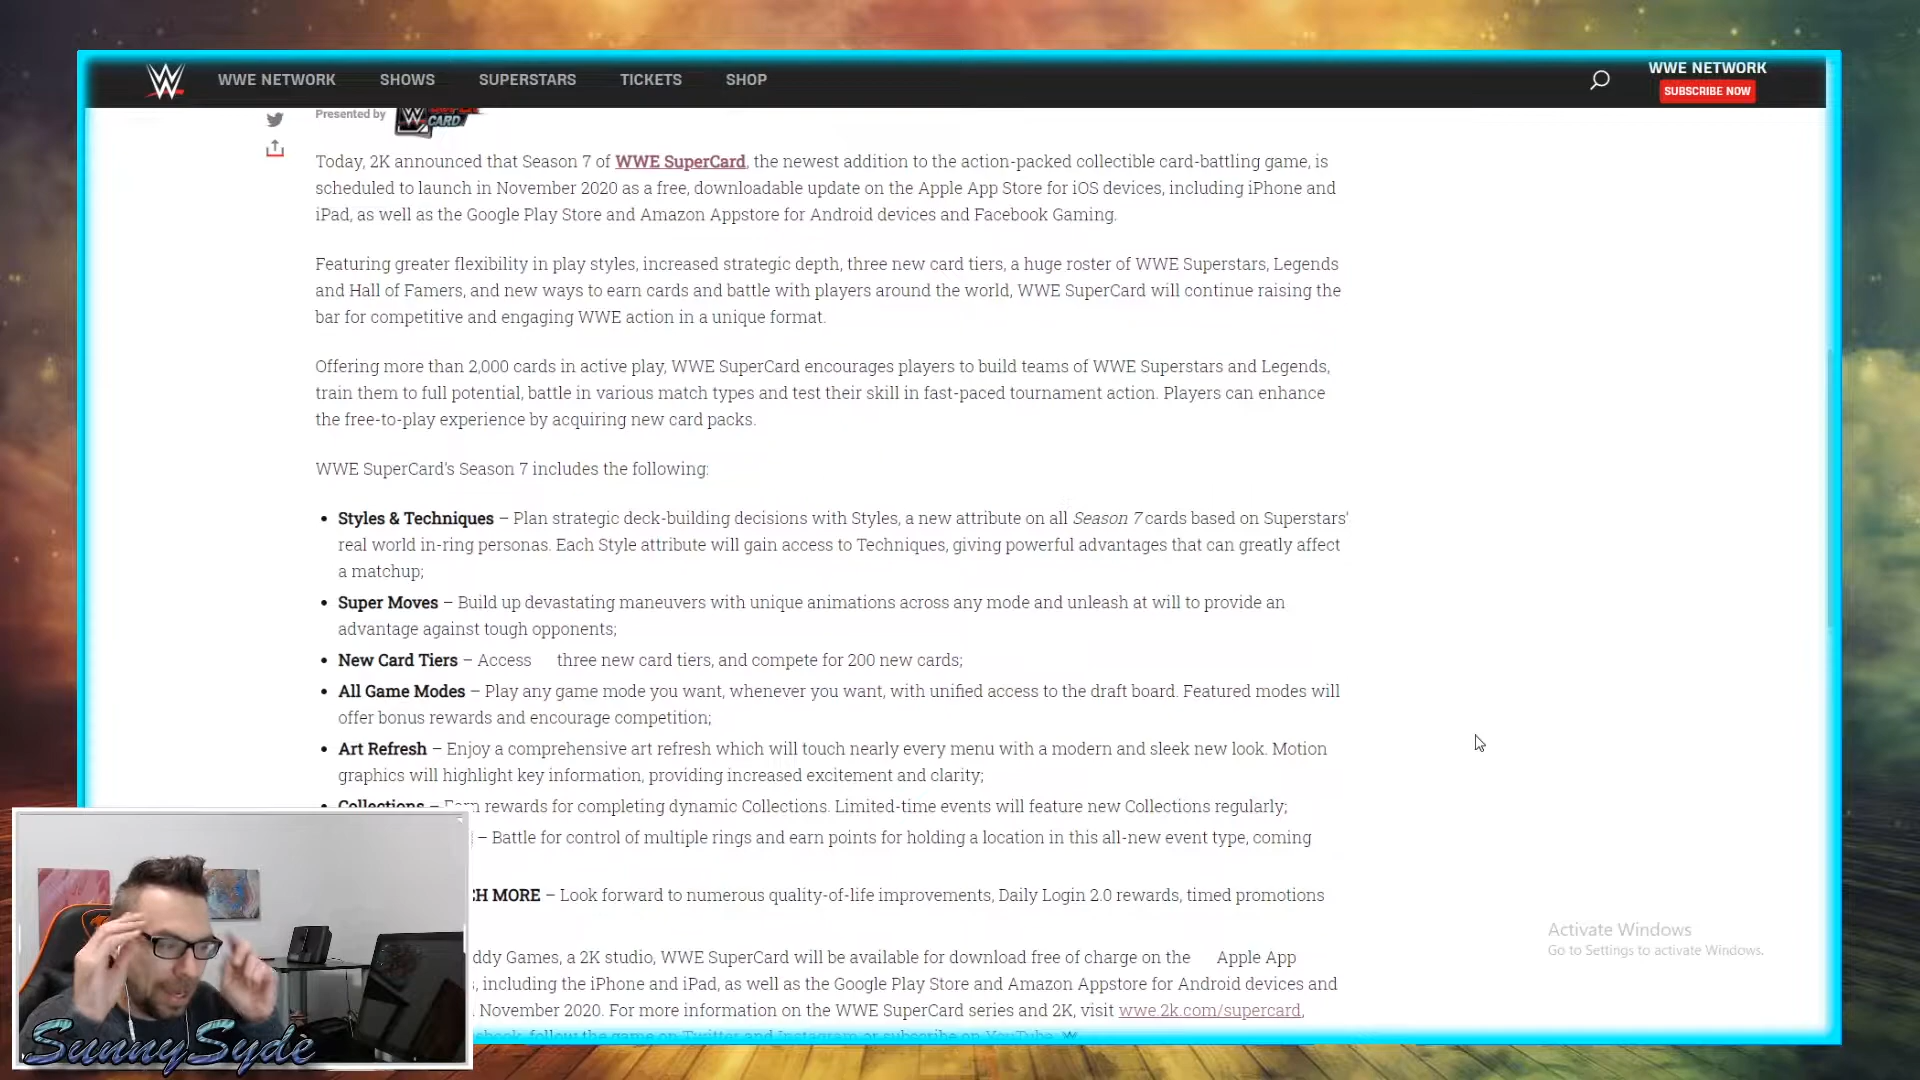 WWE NETWORK SHOWS SUPERSTARS TICKETS SHOP
WWE NETWORK
SUBSCRIBE NOW
Presented by
CARD
Today, 2K announced that Season 7 of WWE SuperCard, the newest addition to the action-packed collectible card-battling game, is
scheduled to launch in November 2020 as a free, downloadable update on the Apple App Store for iOS devices, including iPhone and
iPad, as well as the Google Play Store and Amazon Appstore for Android devices and Facebook Gaming.
Featuring greater flexibility in play styles, increased strategic depth, three new card tiers, a huge roster of WWE Superstars, Legends
and Hall of Famers, and new ways to earn cards and battle with players around the world, WWE SuperCard will continue raising the
bar for competitive and engaging WWE action in a unique format.
Offering more than 2,000 cards in active play, WWE SuperCard encourages players to build teams of WWE Superstars and Legends,
train them to full potential, battle in various match types and test their skill in fast-paced tournament action. Players can enhance
the free-to-play experience by acquiring new card packs.
WWE SuperCard's Season 7 includes the following:
• Styles & Techniques – Plan strategic deck-building decisions with Styles, a new attribute on all Season 7 cards based on Superstars'
real world in-ring personas. Each Style attribute will gain access to Techniques, giving powerful advantages that can greatly affect
a matchup;
• Super Moves – Build up devastating maneuvers with unique animations across any mode and unleash at will to provide an
advantage against tough opponents;
• New Card Tiers – Access three new card tiers, and compete for 200 new cards;
• All Game Modes – Play any game mode you want, whenever you want, with unified access to the draft board. Featured modes will
offer bonus rewards and encourage competition;
• Art Refresh – Enjoy a comprehensive art refresh which will touch nearly every menu with a modern and sleek new look. Motion
graphics will highlight key information, providing increased excitement and clarity;
• Collections – Earn rewards for completing dynamic Collections. Limited-time events will feature new Collections regularly;
– Battle for control of multiple rings and earn points for holding a location in this all-new event type, coming
CH MORE – Look forward to numerous quality-of-life improvements, Daily Login 2.0 rewards, timed promotions
ddy Games, a 2K studio, WWE SuperCard will be available for download free of charge on the Apple App
, including the iPhone and iPad, as well as the Google Play Store and Amazon Appstore for Android devices and
November 2020. For more information on the WWE SuperCard series and 2K, visit wwe.2k.com/supercard,
follow the game on Twitter and Instagram or subscribe on YouTube.
Activate Windows
Go to Settings to activate Windows.
SunnySyde